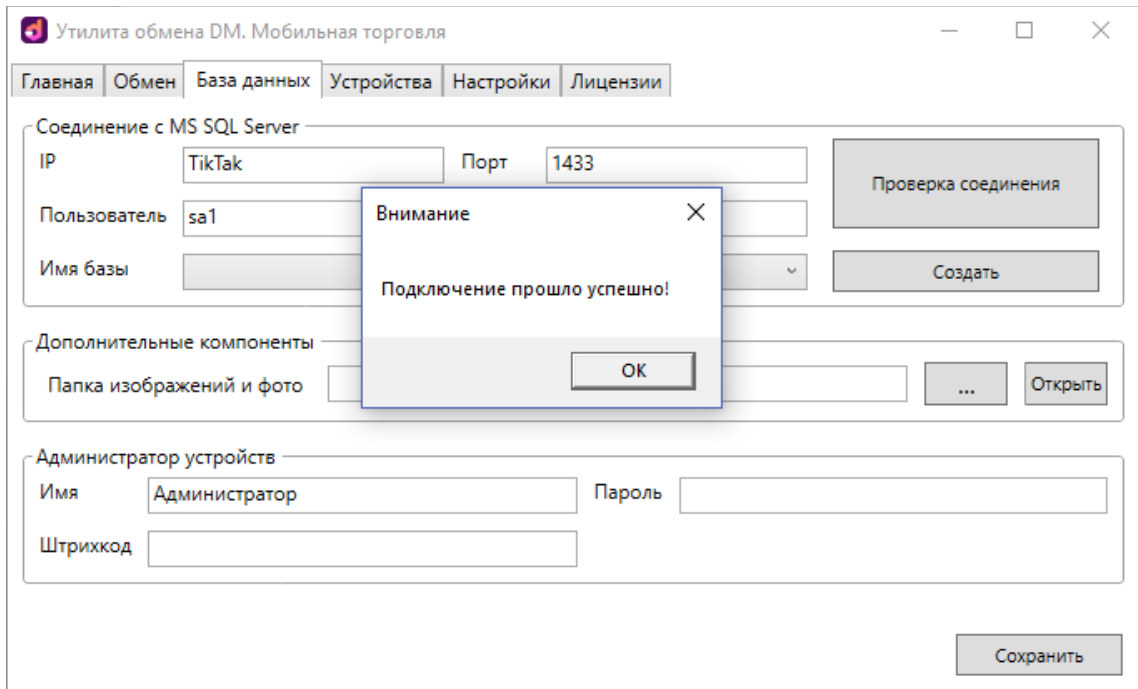 Утилита обмена DM. Мобильная торговля
Главная Обмен База данных Устройства Настройки Лицензии
Соединение с MS SQL Server
IP TikTak Порт 1433
Проверка соединения
Пользователь sa1
Внимание
Имя базы
Создать
Подключение прошло успешно!
OK
Дополнительные компоненты
Папка изображений и фото ... Открыть
Администратор устройств
Имя Администратор Пароль
Штрихкод
Сохранить